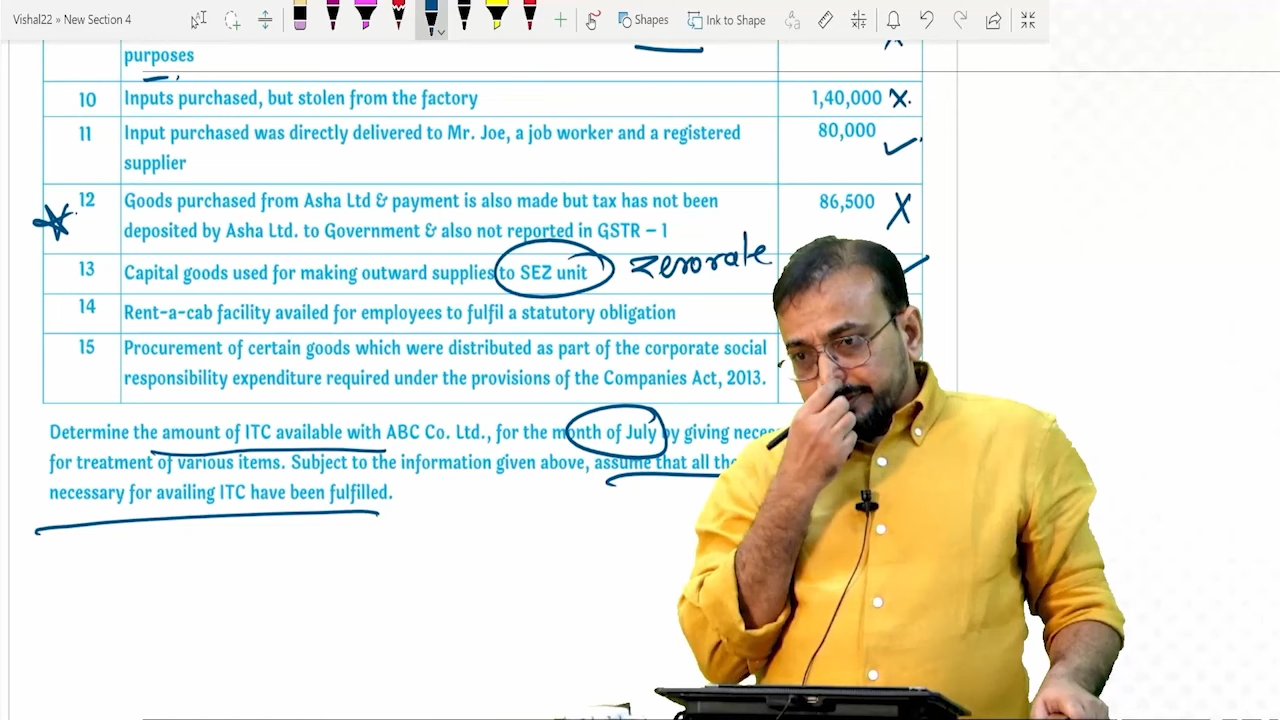 Vishal22 » New Section 4
Shapes
Ink to Shape
purposes
10 Inputs purchased, but stolen from the factory 1,40,000 x.
11 Input purchased was directly delivered to Mr. Joe, a job worker and a registered 80,000
supplier
12 Goods purchased from Asha Ltd & payment is also made but tax has not been 86,500 X
deposited by Asha Ltd. to Government & also not reported in GSTR – 1
13 Capital goods used for making outward supplies to SEZ unit zero rate
14 Rent-a-cab facility availed for employees to fulfil a statutory obligation
15 Procurement of certain goods which were distributed as part of the corporate social
responsibility expenditure required under the provisions of the Companies Act, 2013.
Determine the amount of ITC available with ABC Co. Ltd., for the month of July by giving
for treatment of various items. Subject to the information given above, assume that all
necessary for availing ITC have been fulfilled.